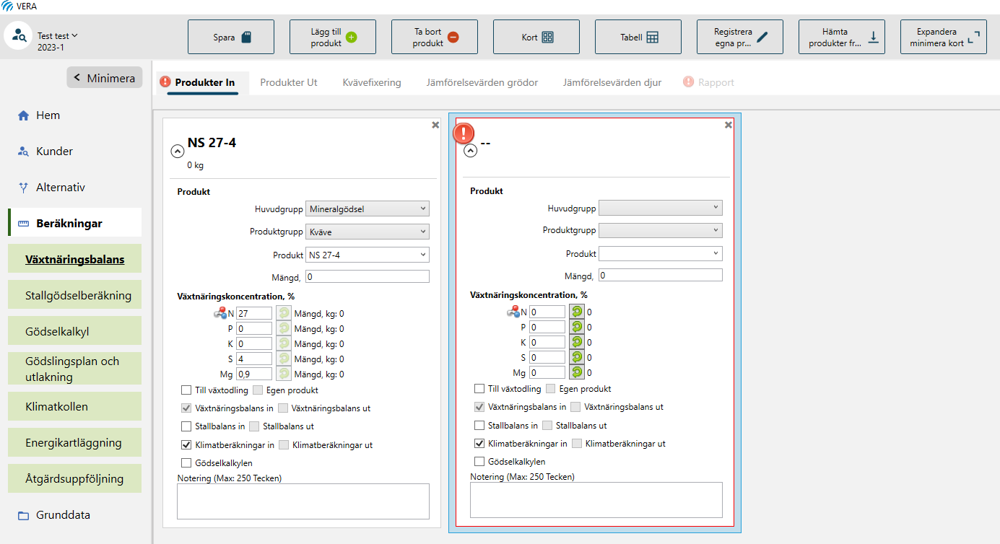 VERA
Test test
2023-1
Spara
Lägg till
produkt
Ta bort
produkt
Kort
Tabell
Registrera
egna pr...
Hämta
produkter fr...
Expandera
minimera kort
Minimera
Hem
Kunder
Alternativ
Beräkningar
Växtnäringsbalans
Stallgödselberäkning
Gödselkalkyl
Gödslingsplan och
utlakning
Klimatkollen
Energikartläggning
Åtgärdsuppföljning
Grunddata
Produkter In
Produkter Ut
Kvävefixering
Jämförelsevärden grödor
Jämförelsevärden djur
Rapport
NS 27-4
0 kg
Produkt
Huvudgrupp Mineralgödsel
Produktgrupp Kväve
Produkt NS 27-4
Mängd, 0
Växtnäringskoncentration, %
N 27 Mängd, kg: 0
P 0 Mängd, kg: 0
K 0 Mängd, kg: 0
S 4 Mängd, kg: 0
Mg 0,9 Mängd, kg: 0
Till växtodling Egen produkt
Växtnäringsbalans in Växtnäringsbalans ut
Stallbalans in Stallbalans ut
Klimatberäkningar in Klimatberäkningar ut
Gödselkalkylen
Notering (Max: 250 Tecken)
--
Produkt
Huvudgrupp
Produktgrupp
Produkt
Mängd, 0
Växtnäringskoncentration, %
N 0 0
P 0 0
K 0 0
S 0 0
Mg 0 0
Till växtodling Egen produkt
Växtnäringsbalans in Växtnäringsbalans ut
Stallbalans in Stallbalans ut
Klimatberäkningar in Klimatberäkningar ut
Gödselkalkylen
Notering (Max: 250 Tecken)